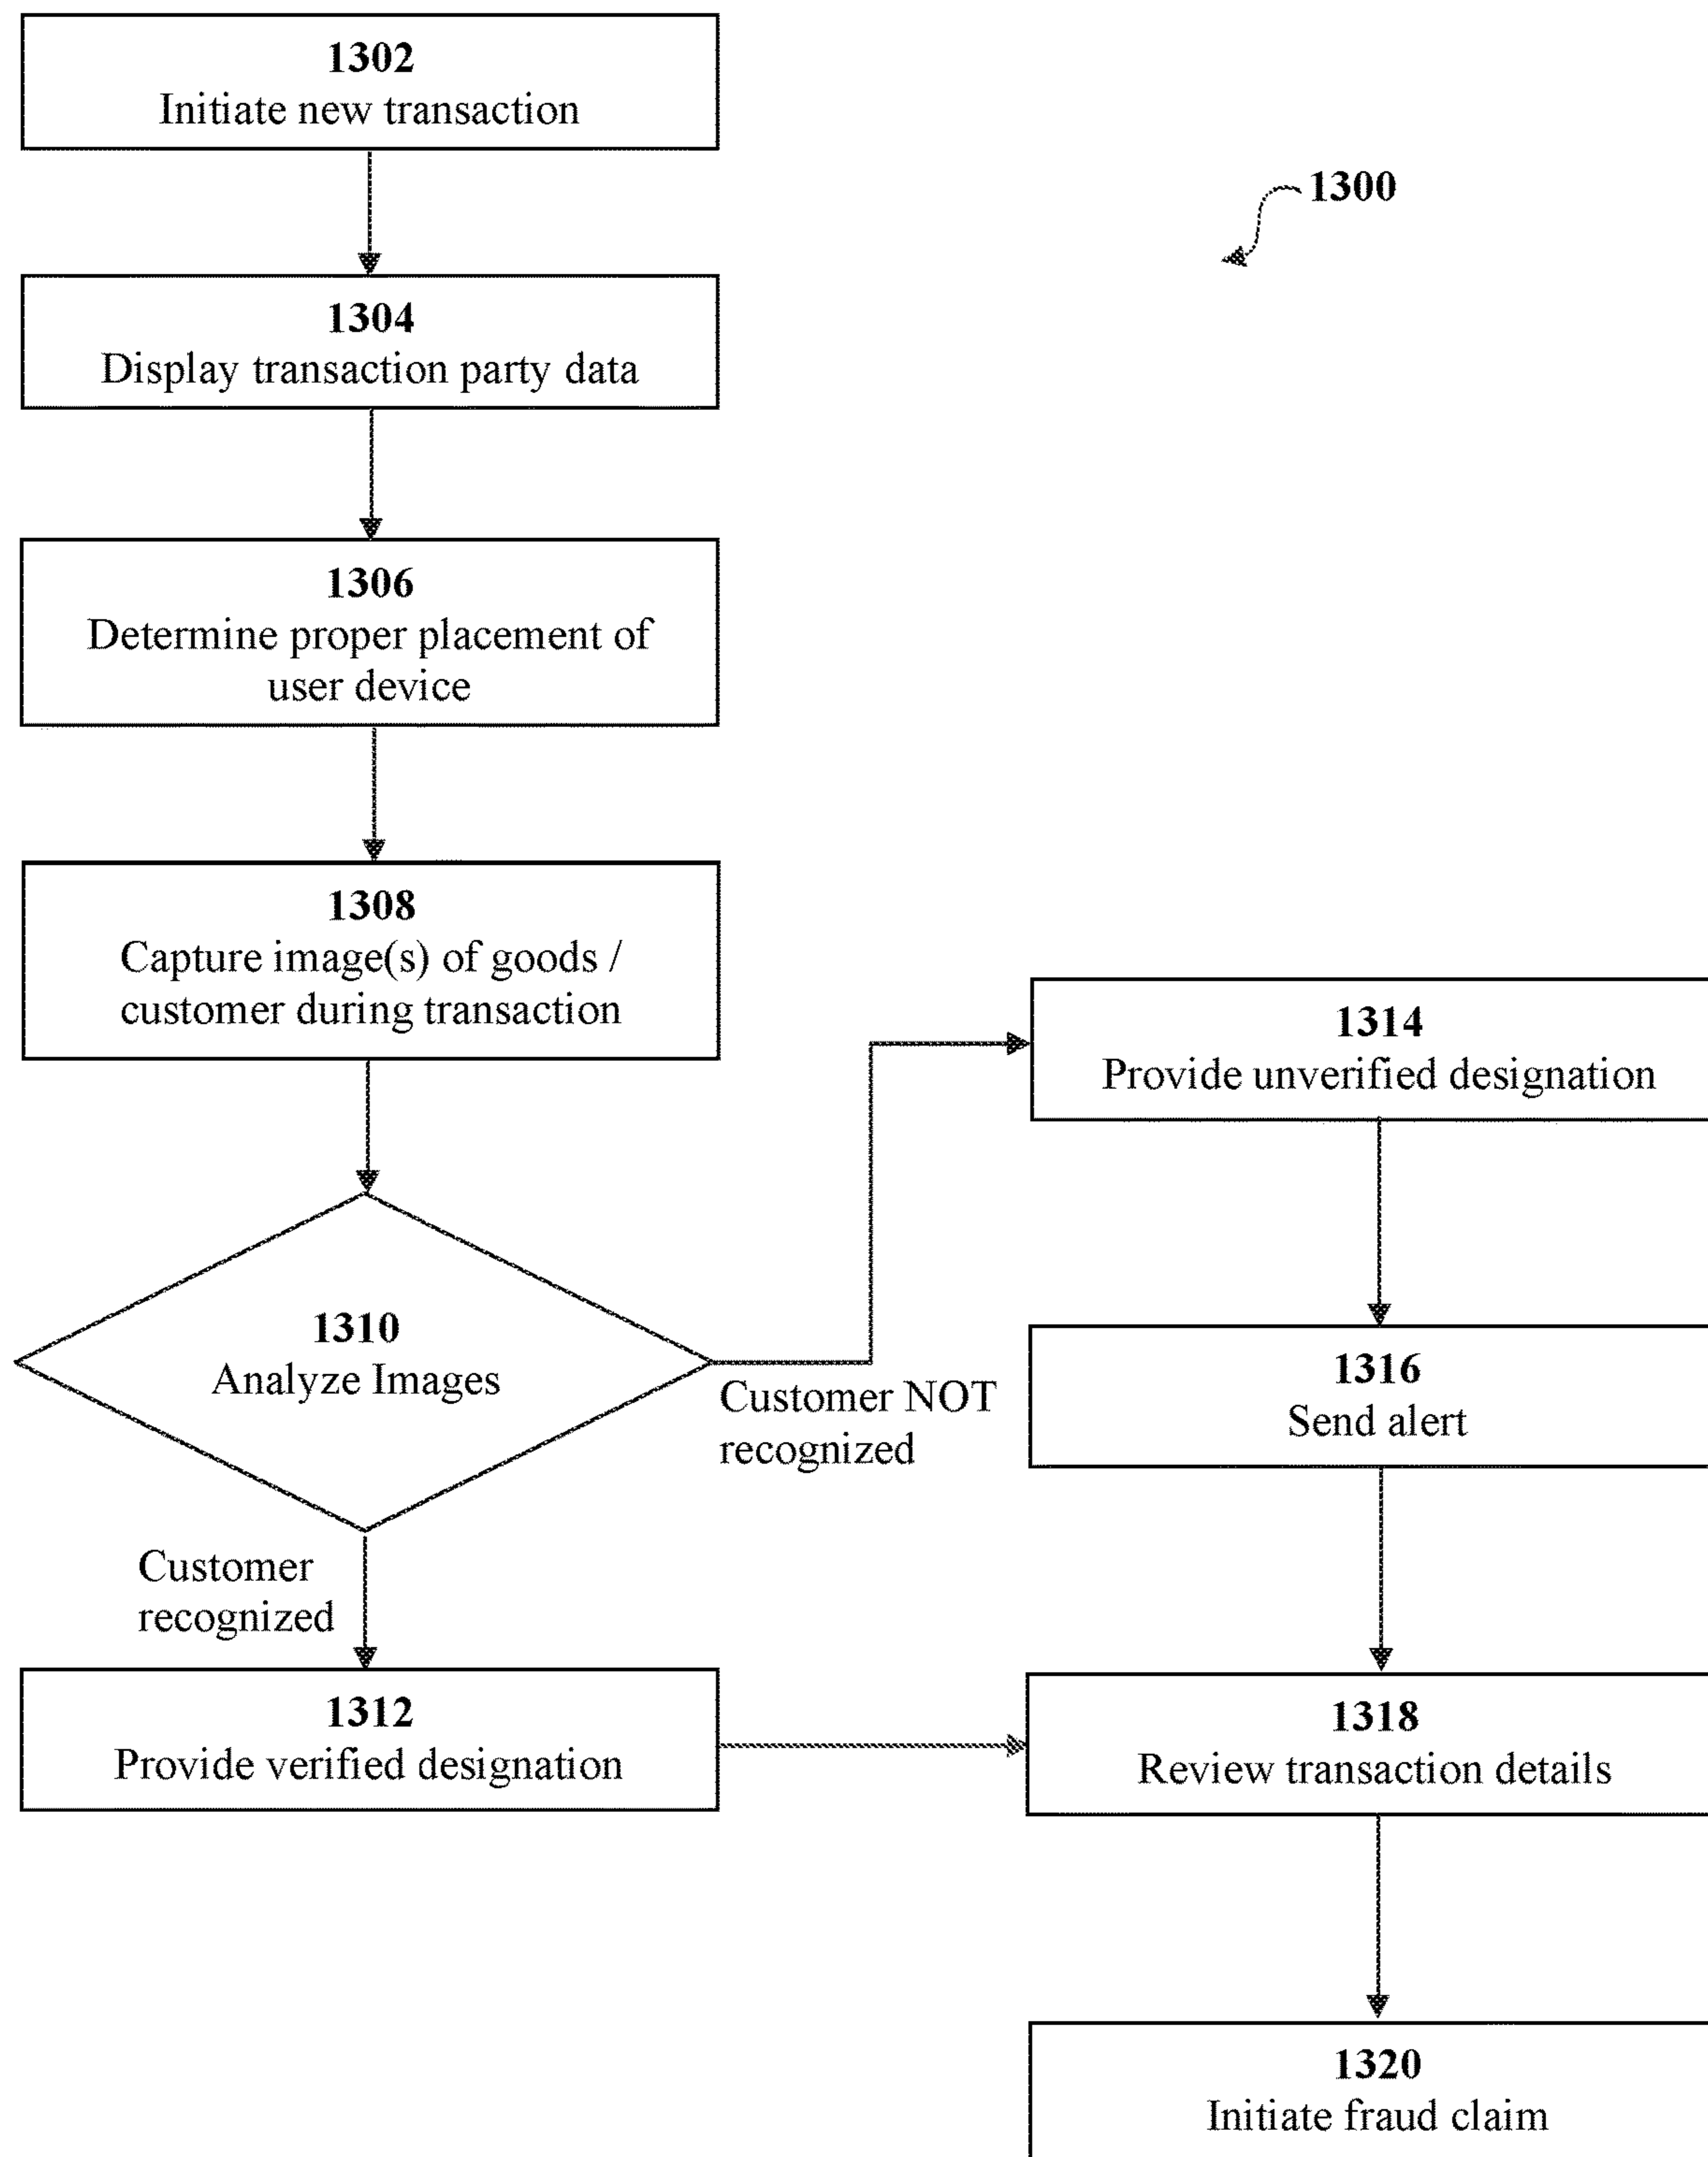 1302
Initiate new transaction
1300
1304
Display transaction party data
1306
Determine proper placement of
user device
1308
Capture image(s) of goods /
customer during transaction
1310
Analyze Images
Customer NOT
recognized
Customer
recognized
1312
Provide verified designation
1314
Provide unverified designation
1316
Send alert
1318
Review transaction details
1320
Initiate fraud claim